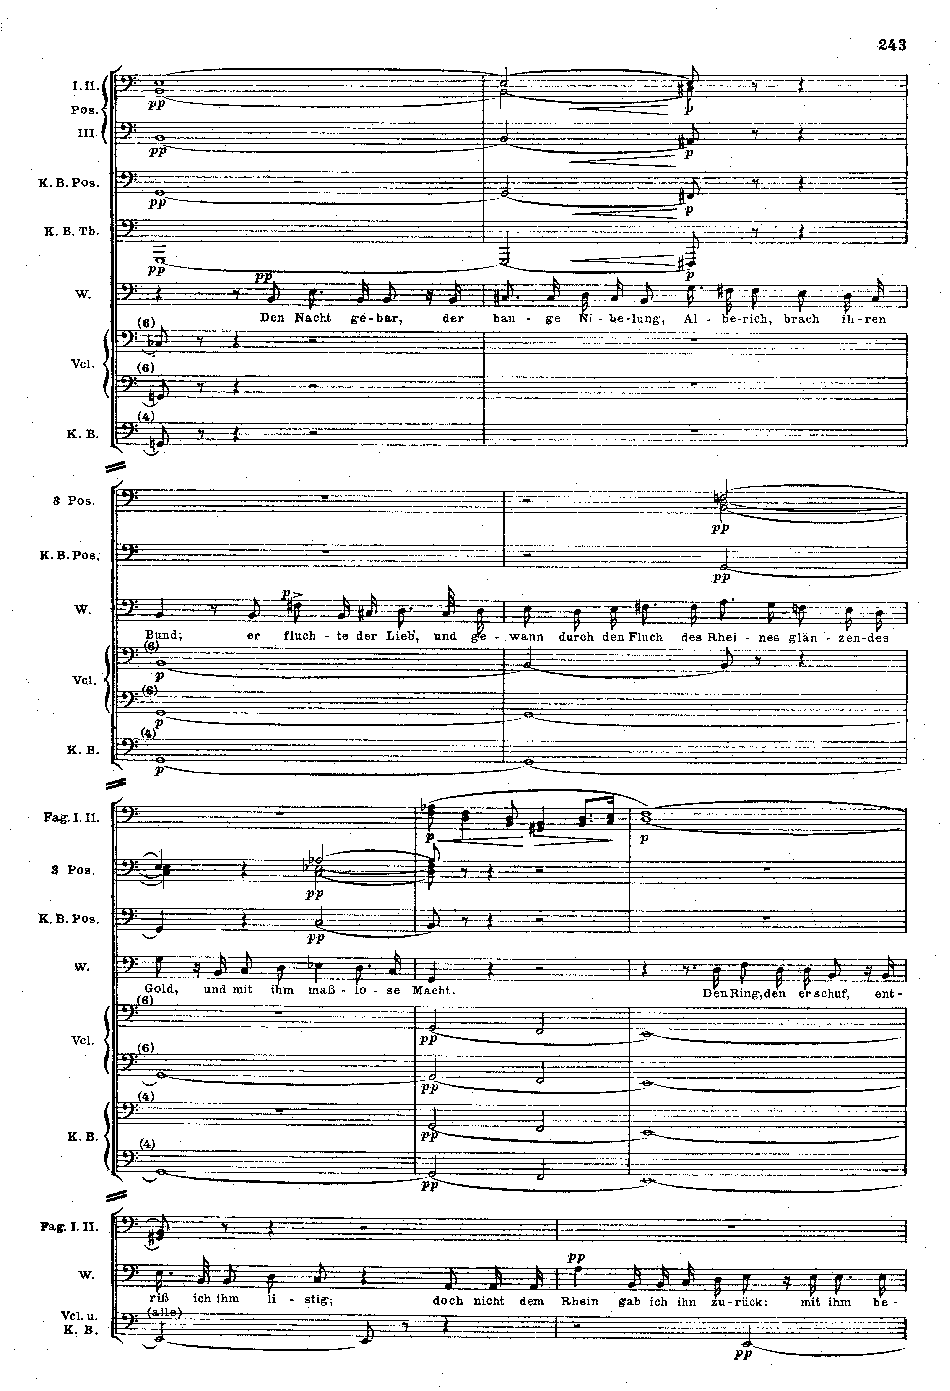 243
I. II.
Pos.
pp p
III.
pp p
K. B. Pos.
pp p
K. B. Tb.
pp p
pp
W.
Den Nacht ge-bar, der ban - ge Ni - be-lung, Al - be-rich, brach ih-ren
(6)
Vcl.
(6)
(4)
K. B.
3 Pos.
pp
K. B. Pos.
pp
p>
W.
Bund; er fluch - te der Lieb', und ge - wann durch den Fluch des Rhei - nes glän - zen-des
(6)
p
Vcl.
(6)
p
(4)
K. B.
p
Fag. I. II.
p p
3 Pos.
pp
K. B. Pos.
pp
W.
Gold, und mit ihm maß - lo - se Macht. Den Ring, den er schuf, ent-
(6)
pp
Vcl.
(6)
pp
(4)
pp
K. B.
(4)
pp
Fag. I. II.
pp
W.
riß ich ihm li - stig; doch nicht dem Rhein gab ich ihn zu-rück: mit ihm be-
Vcl. u.
K. B.
(alle)
pp